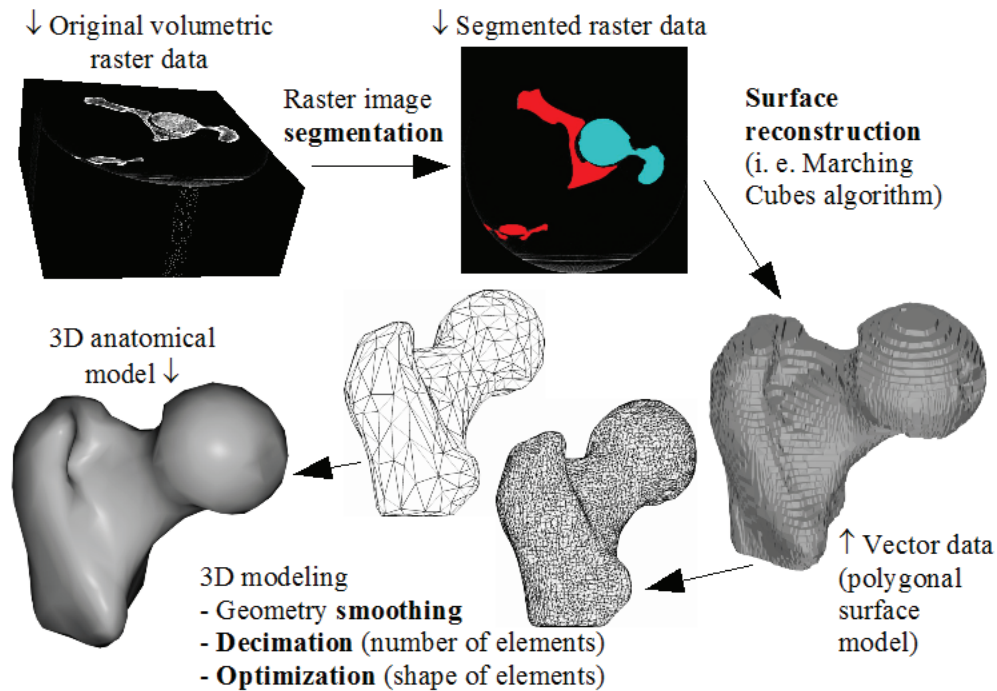 ↓ Original volumetric
raster data
Raster image
segmentation
↓ Segmented raster data
Surface
reconstruction
(i. e. Marching
Cubes algorithm)
3D anatomical
model ↓
↑ Vector data
(polygonal
surface
model)
3D modeling
- Geometry smoothing
- Decimation (number of elements)
- Optimization (shape of elements)